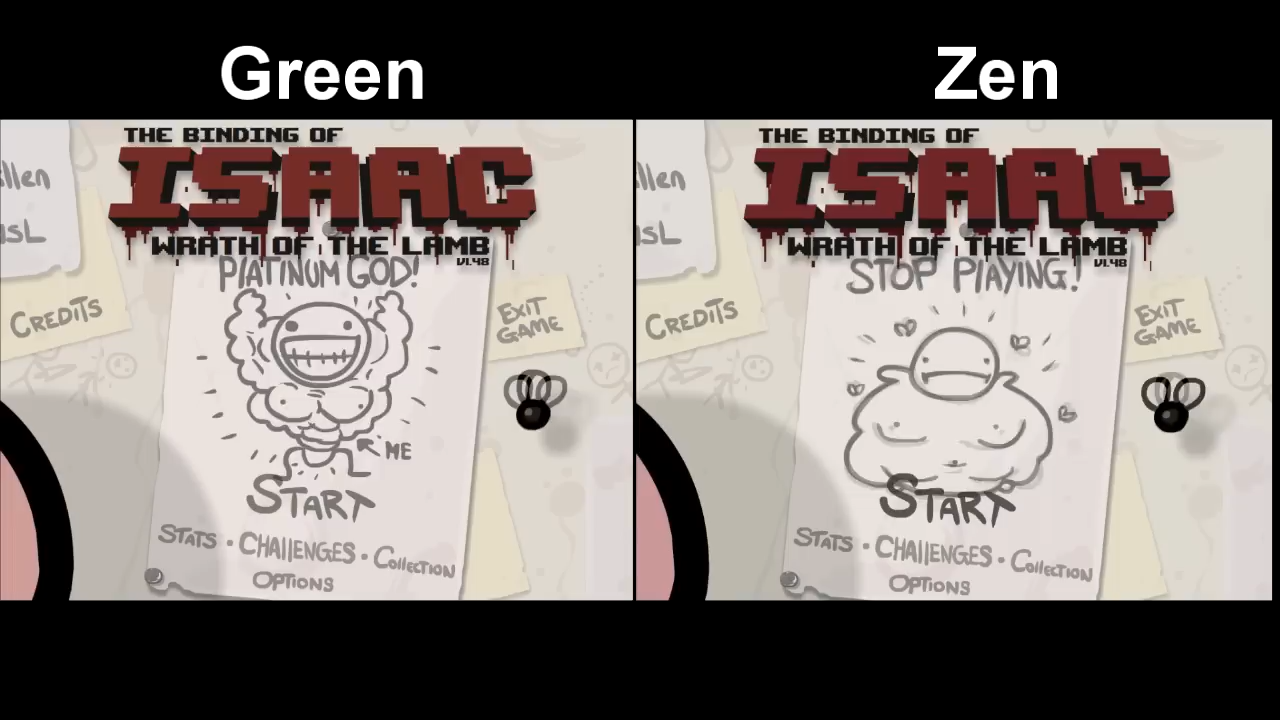 Green
THE BINDING OF
ISAAC
WRATH OF THE LAMB
V1.48
PLATINUM GOD!
CREDITS
EXIT
GAME
ME
START
STATS • CHALLENGES • COLLECTION
OPTIONS
Zen
THE BINDING OF
ISAAC
WRATH OF THE LAMB
V1.48
STOP PLAYING!
CREDITS
EXIT
GAME
START
STATS • CHALLENGES • COLLECTION
OPTIONS